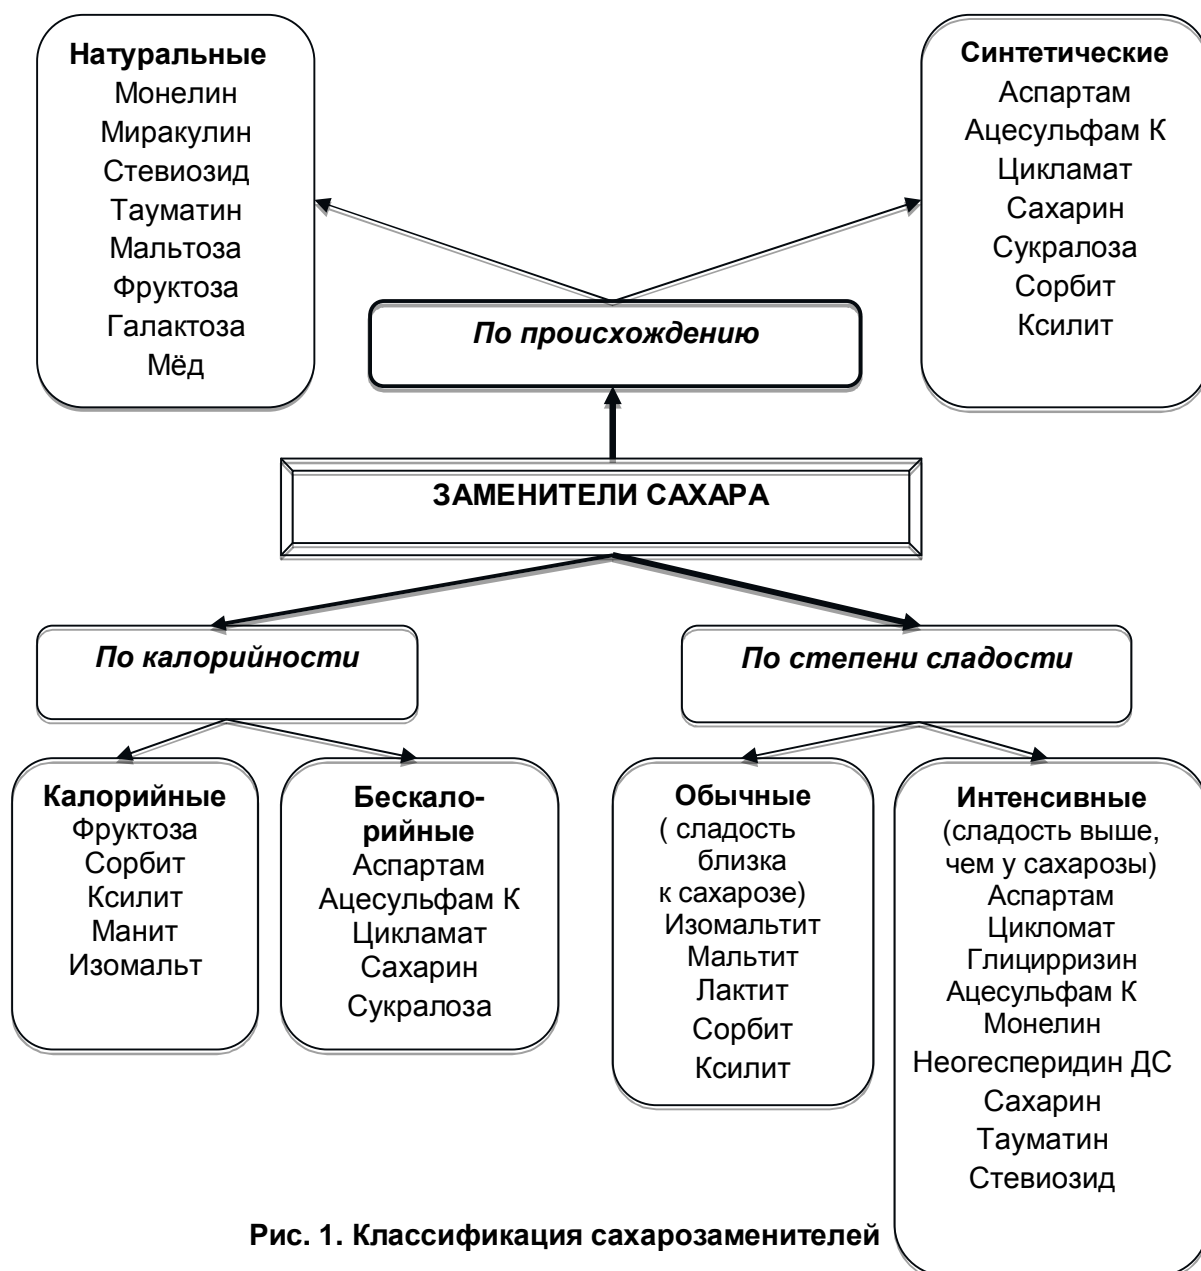 Натуральные
Монелин
Миракулин
Стевиозид
Тауматин
Мальтоза
Фруктоза
Галактоза
Мёд
Синтетические
Аспартам
Ацесульфам К
Цикламат
Сахарин
Сукралоза
Сорбит
Ксилит
По происхождению
ЗАМЕНИТЕЛИ САХАРА
По калорийности
По степени сладости
Калорийные
Фруктоза
Сорбит
Ксилит
Манит
Изомальт
Бескало-
рийные
Аспартам
Ацесульфам К
Цикламат
Сахарин
Сукралоза
Обычные
( сладость
близка
к сахарозе)
Изомальтит
Мальтит
Лактит
Сорбит
Ксилит
Интенсивные
(сладость выше,
чем у сахарозы)
Аспартам
Цикломат
Глицирризин
Ацесульфам К
Монелин
Неогесперидин ДС
Сахарин
Тауматин
Стевиозид
Рис. 1. Классификация сахарозаменителей